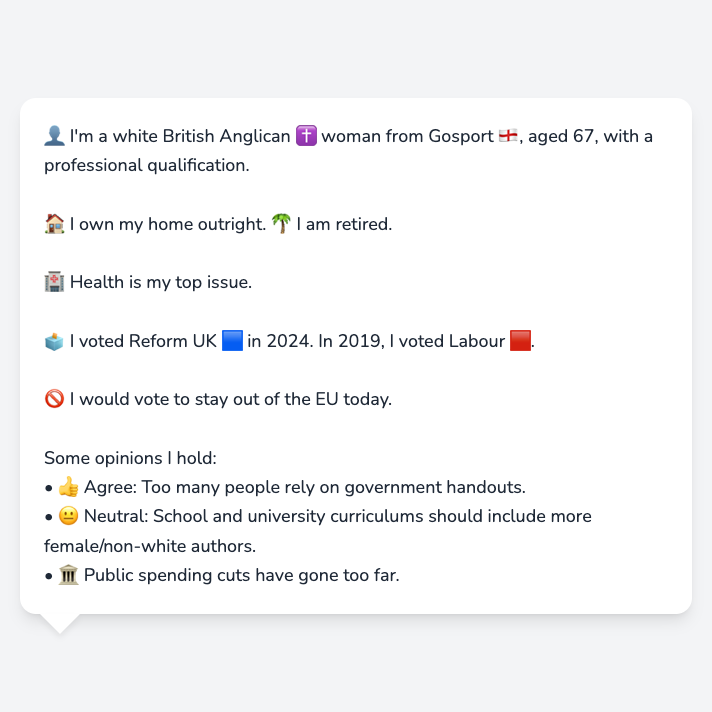 👤 I'm a white British Anglican ✝️ woman from Gosport 🏴󠁧󠁢󠁥󠁮󠁧󠁿, aged 67, with a
professional qualification.
🏠 I own my home outright. 🌴 I am retired.
🏥 Health is my top issue.
🗳️ I voted Reform UK 🟦 in 2024. In 2019, I voted Labour 🟥.
🚫 I would vote to stay out of the EU today.
Some opinions I hold:
• 👍 Agree: Too many people rely on government handouts.
• 😐 Neutral: School and university curriculums should include more
female/non-white authors.
• 🏛️ Public spending cuts have gone too far.